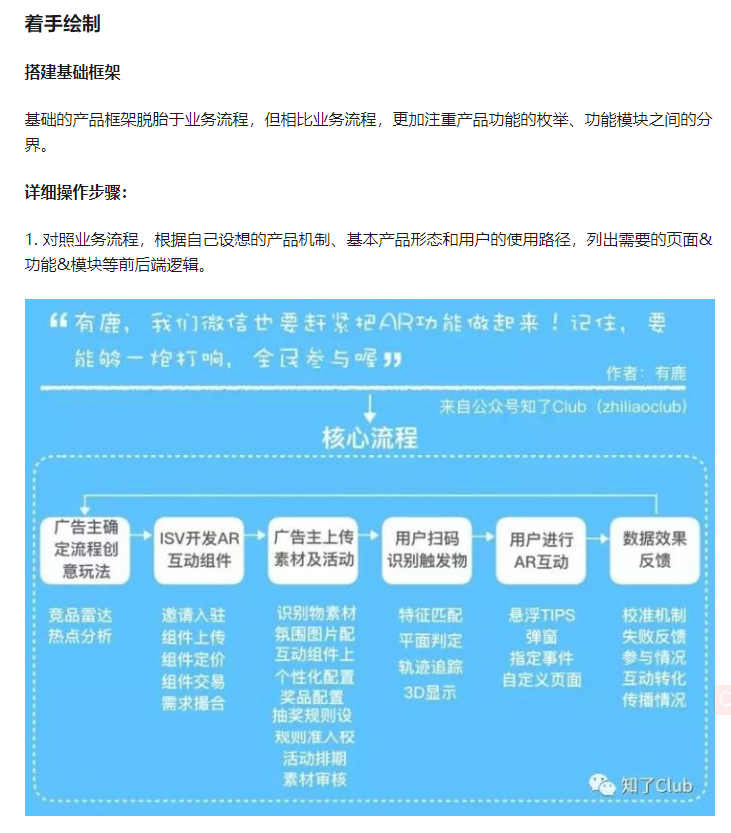 着手绘制
搭建基础框架
基础的产品框架脱胎于业务流程，但相比业务流程，更加注重产品功能的枚举、功能模块之间的分
界。
详细操作步骤：
1. 对照业务流程，根据自己设想的产品机制、基本产品形态和用户的使用路径，列出需要的页面&
功能&模块等前后端逻辑。
“有鹿，我们微信也要赶紧把AR功能做起来！记住，要
能够一炮打响，全民参与喔”
作者：有鹿
来自公众号知了Club（zhiliaoclub）
核心流程
广告主确
定流程创
意玩法
竞品雷达
热点分析
ISV开发AR
互动组件
邀请入驻
组件上传
组件定价
组件交易
需求撮合
广告主上传
素材及活动
识别物素材
氛围图片配
互动组件上
个性化配置
奖品配置
抽奖规则设
规则准入校
活动排期
素材审核
用户扫码
识别触发物
特征匹配
平面判定
轨迹追踪
3D显示
用户进行
AR互动
悬浮TIPS
弹窗
指定事件
自定义页面
数据效果
反馈
校准机制
失败反馈
参与情况
互动转化
传播情况
知了Club